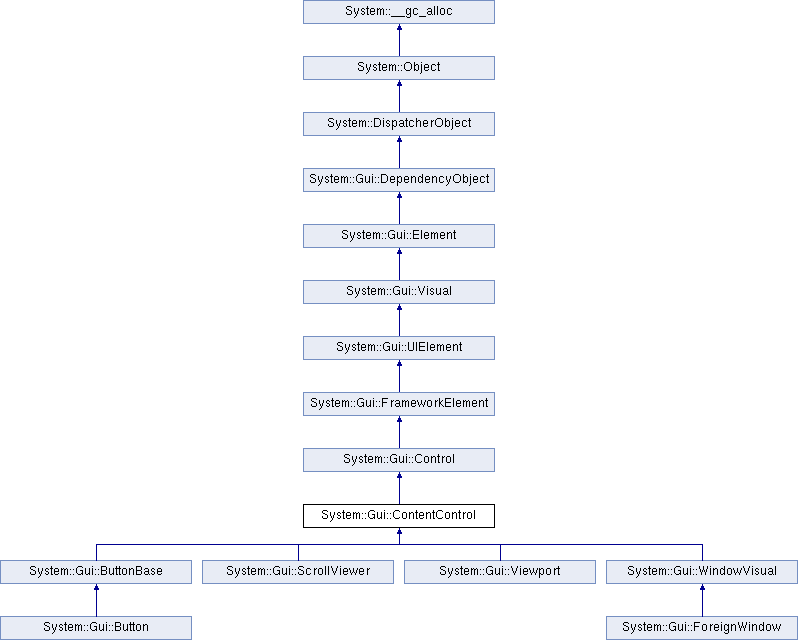 System::__gc_alloc
System::Object
System::DispatcherObject
System::Gui::DependencyObject
System::Gui::Element
System::Gui::Visual
System::Gui::UIElement
System::Gui::FrameworkElement
System::Gui::Control
System::Gui::ContentControl
System::Gui::ButtonBase
System::Gui::ScrollViewer
System::Gui::Viewport
System::Gui::WindowVisual
System::Gui::Button
System::Gui::ForeignWindow